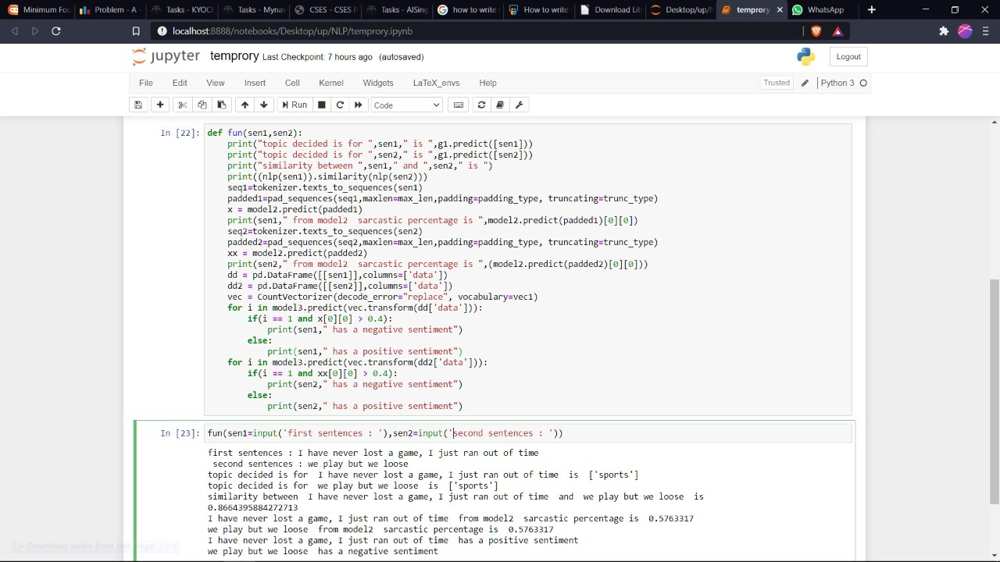 Minimum Fou
Problem - A
Tasks - KYOCE
Tasks - Mynav
CSES - CSES P
Tasks - AISing
how to write
How to write
Download Lib
Desktop/up/N
temprory
WhatsApp
localhost:8888/notebooks/Desktop/up/NLP/temprory.ipynb
jupyter temprory Last Checkpoint: 7 hours ago (autosaved)
Logout
File Edit View Insert Cell Kernel Widgets LaTeX_envs Help
Trusted
Python 3
Run
Code
In [22]:
def fun(sen1,sen2):
    print("topic decided is for ",sen1," is ",g1.predict([sen1]))
    print("topic decided is for ",sen2," is ",g1.predict([sen2]))
    print("similarity between ",sen1," and ",sen2," is ")
    print((nlp(sen1)).similarity(nlp(sen2)))
    seq1=tokenizer.texts_to_sequences(sen1)
    padded1=pad_sequences(seq1,maxlen=max_len,padding=padding_type, truncating=trunc_type)
    x = model2.predict(padded1)
    print(sen1," from model2  sarcastic percentage is ",model2.predict(padded1)[0][0])
    seq2=tokenizer.texts_to_sequences(sen2)
    padded2=pad_sequences(seq2,maxlen=max_len,padding=padding_type, truncating=trunc_type)
    xx = model2.predict(padded2)
    print(sen2," from model2  sarcastic percentage is ",(model2.predict(padded2)[0][0]))
    dd = pd.DataFrame([[sen1]],columns=['data'])
    dd2 = pd.DataFrame([[sen2]],columns=['data'])
    vec = CountVectorizer(decode_error="replace", vocabulary=vec1)
    for i in model3.predict(vec.transform(dd['data'])):
        if(i == 1 and x[0][0] > 0.4):
            print(sen1," has a negative sentiment")
        else:
            print(sen1," has a positive sentiment")
    for i in model3.predict(vec.transform(dd2['data'])):
        if(i == 1 and xx[0][0] > 0.4):
            print(sen2," has a negative sentiment")
        else:
            print(sen2," has a positive sentiment")
In [23]:
fun(sen1=input('first sentences : '),sen2=input('second sentences : '))
first sentences : I have never lost a game, I just ran out of time
 second sentences : we play but we loose
topic decided is for  I have never lost a game, I just ran out of time  is  ['sports']
topic decided is for  we play but we loose  is  ['sports']
similarity between  I have never lost a game, I just ran out of time  and  we play but we loose  is
0.8664395884272713
I have never lost a game, I just ran out of time  from model2  sarcastic percentage is  0.5763317
we play but we loose  from model2  sarcastic percentage is  0.5763317
I have never lost a game, I just ran out of time  has a positive sentiment
we play but we loose  has a negative sentiment
Download audio from this page